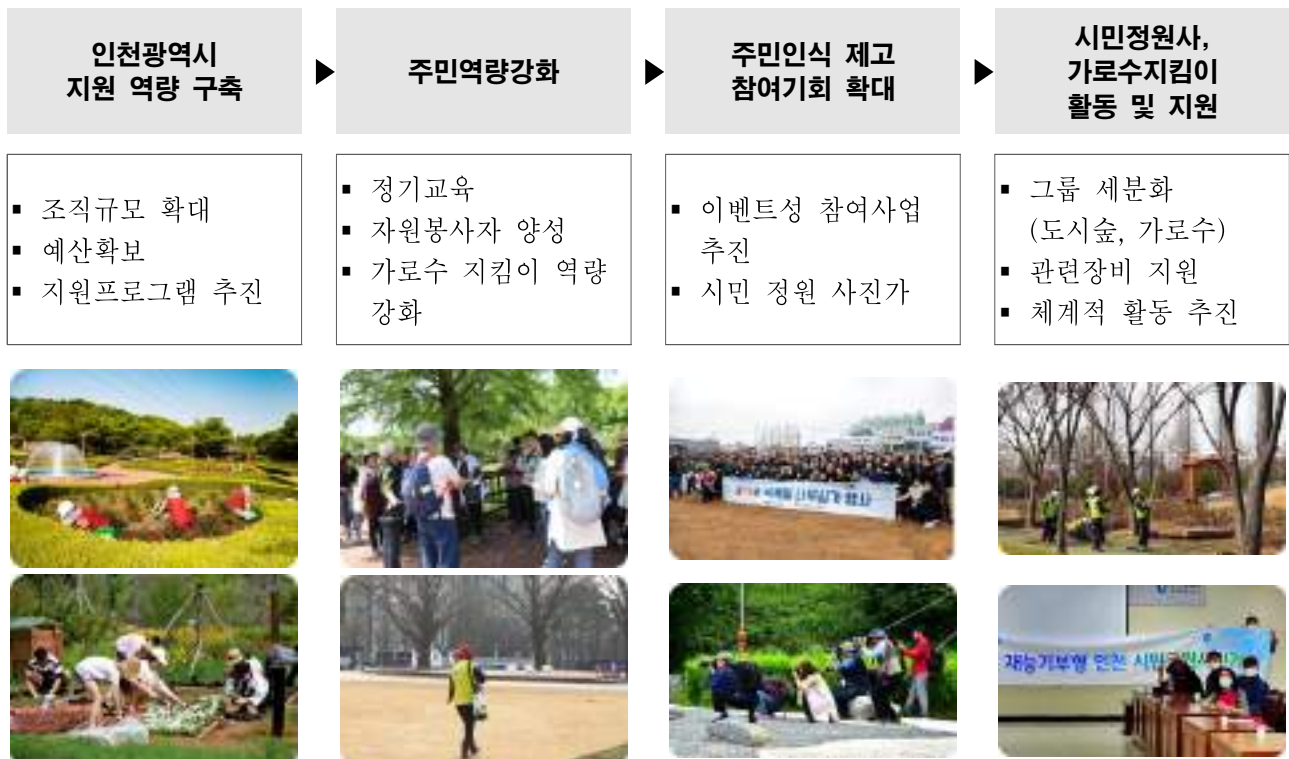 인천광역시
지원 역량 구축
▶
주민역량강화
▶
주민인식 제고
참여기회 확대
▶
시민정원사,
가로수지킴이
활동 및 지원
▪ 조직규모 확대
▪ 예산확보
▪ 지원프로그램 추진
▪ 정기교육
▪ 자원봉사자 양성
▪ 가로수 지킴이 역량
강화
▪ 이벤트성 참여사업
추진
▪ 시민 정원 사진가
▪ 그룹 세분화
(도시숲, 가로수)
▪ 관련장비 지원
▪ 체계적 활동 추진
나무심기 행사
재능기부형 인천